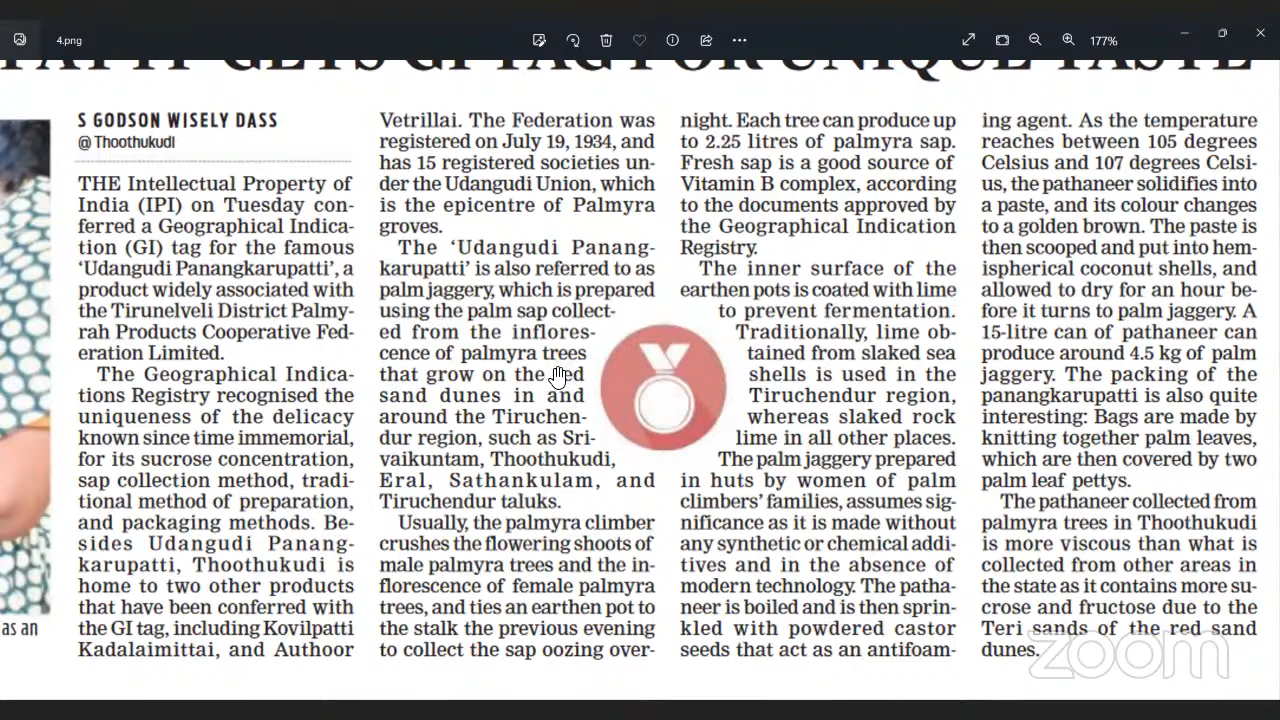 4.png
177%
PATTI' GETS GI TAG FOR UNIQUE TASTE
S GODSON WISELY DASS
@ Thoothukudi
THE Intellectual Property of
India (IPI) on Tuesday con-
ferred a Geographical Indica-
tion (GI) tag for the famous
‘Udangudi Panangkarupatti’, a
product widely associated with
the Tirunelveli District Palmy-
rah Products Cooperative Fed-
eration Limited.
The Geographical Indica-
tions Registry recognised the
uniqueness of the delicacy
known since time immemorial,
for its sucrose concentration,
sap collection method, tradi-
tional method of preparation,
and packaging methods. Be-
sides Udangudi Panang-
karupatti, Thoothukudi is
home to two other products
that have been conferred with
the GI tag, including Kovilpatti
Kadalaimittai, and Authoor
as an
Vetrillai. The Federation was
registered on July 19, 1934, and
has 15 registered societies un-
der the Udangudi Union, which
is the epicentre of Palmyra
groves.
The ‘Udangudi Panang-
karupatti’ is also referred to as
palm jaggery, which is prepared
using the palm sap collect-
ed from the inflores-
cence of palmyra trees
that grow on the red
sand dunes in and
around the Tiruchen-
dur region, such as Sri-
vaikuntam, Thoothukudi,
Eral, Sathankulam, and
Tiruchendur taluks.
Usually, the palmyra climber
crushes the flowering shoots of
male palmyra trees and the in-
florescence of female palmyra
trees, and ties an earthen pot to
the stalk the previous evening
to collect the sap oozing over-
night. Each tree can produce up
to 2.25 litres of palmyra sap.
Fresh sap is a good source of
Vitamin B complex, according
to the documents approved by
the Geographical Indication
Registry.
The inner surface of the
earthen pots is coated with lime
to prevent fermentation.
Traditionally, lime ob-
tained from slaked sea
shells is used in the
Tiruchendur region,
whereas slaked rock
lime in all other places.
The palm jaggery prepared
in huts by women of palm
climbers’ families, assumes sig-
nificance as it is made without
any synthetic or chemical addi-
tives and in the absence of
modern technology. The patha-
neer is boiled and is then sprin-
kled with powdered castor
seeds that act as an antifoam-
ing agent. As the temperature
reaches between 105 degrees
Celsius and 107 degrees Celsi-
us, the pathaneer solidifies into
a paste, and its colour changes
to a golden brown. The paste is
then scooped and put into hem-
ispherical coconut shells, and
allowed to dry for an hour be-
fore it turns to palm jaggery. A
15-litre can of pathaneer can
produce around 4.5 kg of palm
jaggery. The packing of the
panangkarupatti is also quite
interesting: Bags are made by
knitting together palm leaves,
which are then covered by two
palm leaf pettys.
The pathaneer collected from
palmyra trees in Thoothukudi
is more viscous than what is
collected from other areas in
the state as it contains more su-
crose and fructose due to the
Teri sands of the red sand
dunes.
zoom